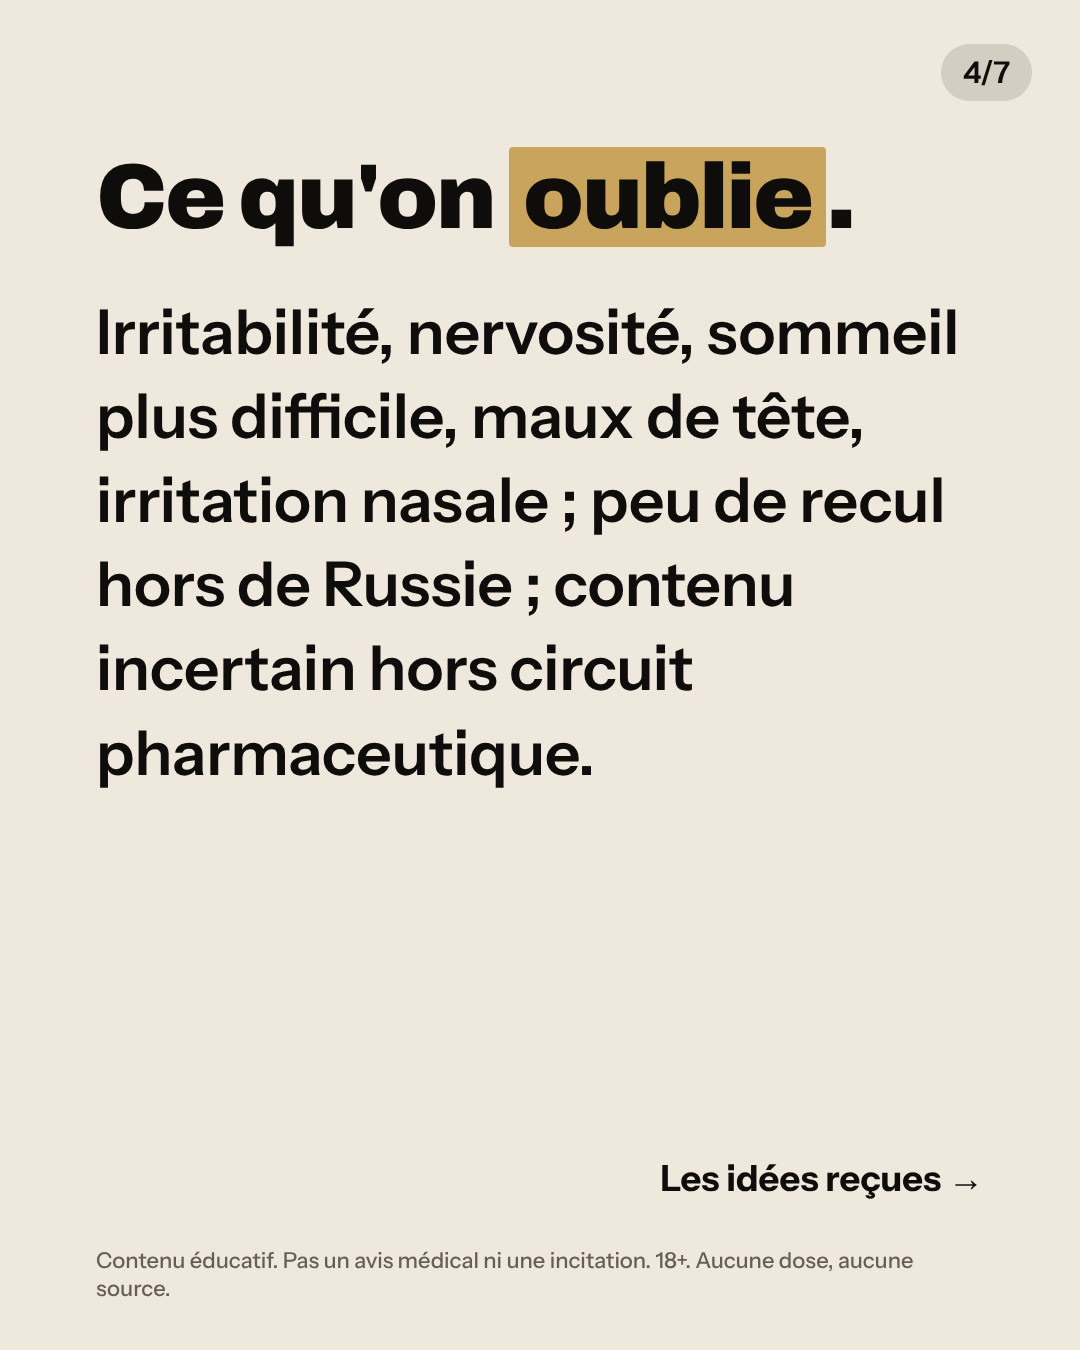 4/7
Ce qu'on oublie.
Irritabilité, nervosité, sommeil
plus difficile, maux de tête,
irritation nasale ; peu de recul
hors de Russie ; contenu
incertain hors circuit
pharmaceutique.
Les idées reçues →
Contenu éducatif. Pas un avis médical ni une incitation. 18+. Aucune dose, aucune
source.